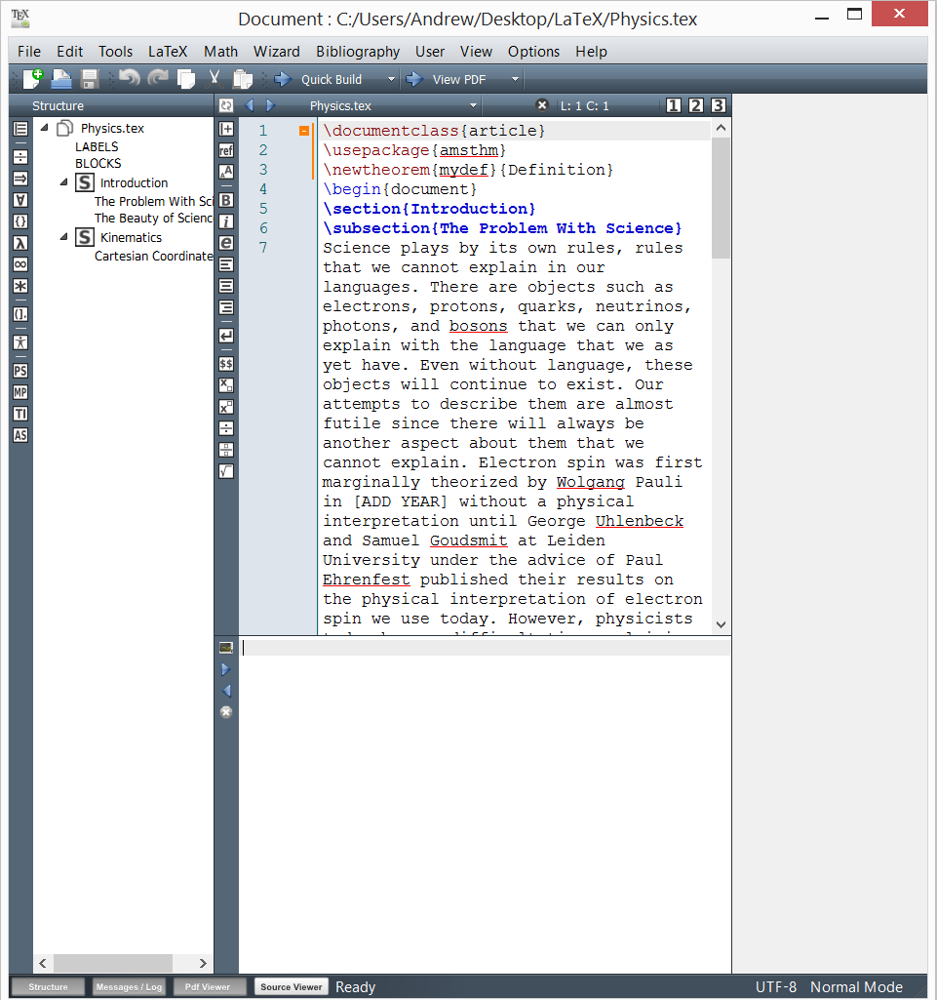 Document : C:/Users/Andrew/Desktop/LaTeX/Physics.tex
File Edit Tools LaTeX Math Wizard Bibliography User View Options Help
Quick Build View PDF
Structure
Physics.tex L: 1 C: 1 1 2 3
Physics.tex
LABELS
BLOCKS
S Introduction
The Problem With Sci
The Beauty of Scienc
S Kinematics
Cartesian Coordinate
PS
MP
TI
AS
ref
B
i
e
$$
1 \documentclass{article}
2 \usepackage{amsthm}
3 \newtheorem{mydef}{Definition}
4 \begin{document}
5 \section{Introduction}
6 \subsection{The Problem With Science}
7 Science plays by its own rules, rules
that we cannot explain in our
languages. There are objects such as
electrons, protons, quarks, neutrinos,
photons, and bosons that we can only
explain with the language that we as
yet have. Even without language, these
objects will continue to exist. Our
attempts to describe them are almost
futile since there will always be
another aspect about them that we
cannot explain. Electron spin was first
marginally theorized by Wolgang Pauli
in [ADD YEAR] without a physical
interpretation until George Uhlenbeck
and Samuel Goudsmit at Leiden
University under the advice of Paul
Ehrenfest published their results on
the physical interpretation of electron
spin we use today. However, physicists
Structure Messages / Log Pdf Viewer Source Viewer Ready UTF-8 Normal Mode